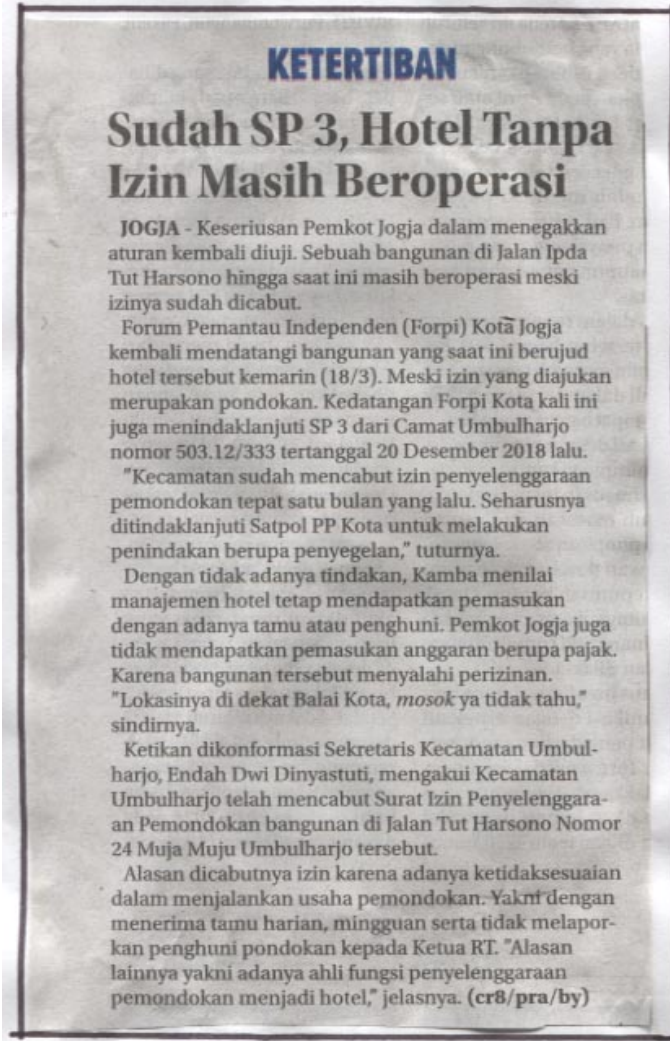 KETERTIBAN
Sudah SP 3, Hotel Tanpa
Izin Masih Beroperasi
JOGJA - Keseriusan Pemkot Jogja dalam menegakkan
aturan kembali diuji. Sebuah bangunan di Jalan Ipda
Tut Harsono hingga saat ini masih beroperasi meski
izinya sudah dicabut.
Forum Pemantau Independen (Forpi) Kota Jogja
kembali mendatangi bangunan yang saat ini berujud
hotel tersebut kemarin (18/3). Meski izin yang diajukan
merupakan pondokan. Kedatangan Forpi Kota kali ini
juga menindaklanjuti SP 3 dari Camat Umbulharjo
nomor 503.12/333 tertanggal 20 Desember 2018 lalu.
"Kecamatan sudah mencabut izin penyelenggaraan
pemondokan tepat satu bulan yang lalu. Seharusnya
ditindaklanjuti Satpol PP Kota untuk melakukan
penindakan berupa penyegelan," tuturnya.
Dengan tidak adanya tindakan, Kamba menilai
manajemen hotel tetap mendapatkan pemasukan
dengan adanya tamu atau penghuni. Pemkot Jogja juga
tidak mendapatkan pemasukan anggaran berupa pajak.
Karena bangunan tersebut menyalahi perizinan.
"Lokasinya di dekat Balai Kota, mosok ya tidak tahu,"
sindirnya.
Ketikan dikonformasi Sekretaris Kecamatan Umbul-
harjo, Endah Dwi Dinyastuti, mengakui Kecamatan
Umbulharjo telah mencabut Surat Izin Penyelenggara-
an Pemondokan bangunan di Jalan Tut Harsono Nomor
24 Muja Muju Umbulharjo tersebut.
Alasan dicabutnya izin karena adanya ketidaksesuaian
dalam menjalankan usaha pemondokan. Yakni dengan
menerima tamu harian, mingguan serta tidak melapor-
kan penghuni pondokan kepada Ketua RT. "Alasan
lainnya yakni adanya ahli fungsi penyelenggaraan
pemondokan menjadi hotel," jelasnya. (cr8/pra/by)